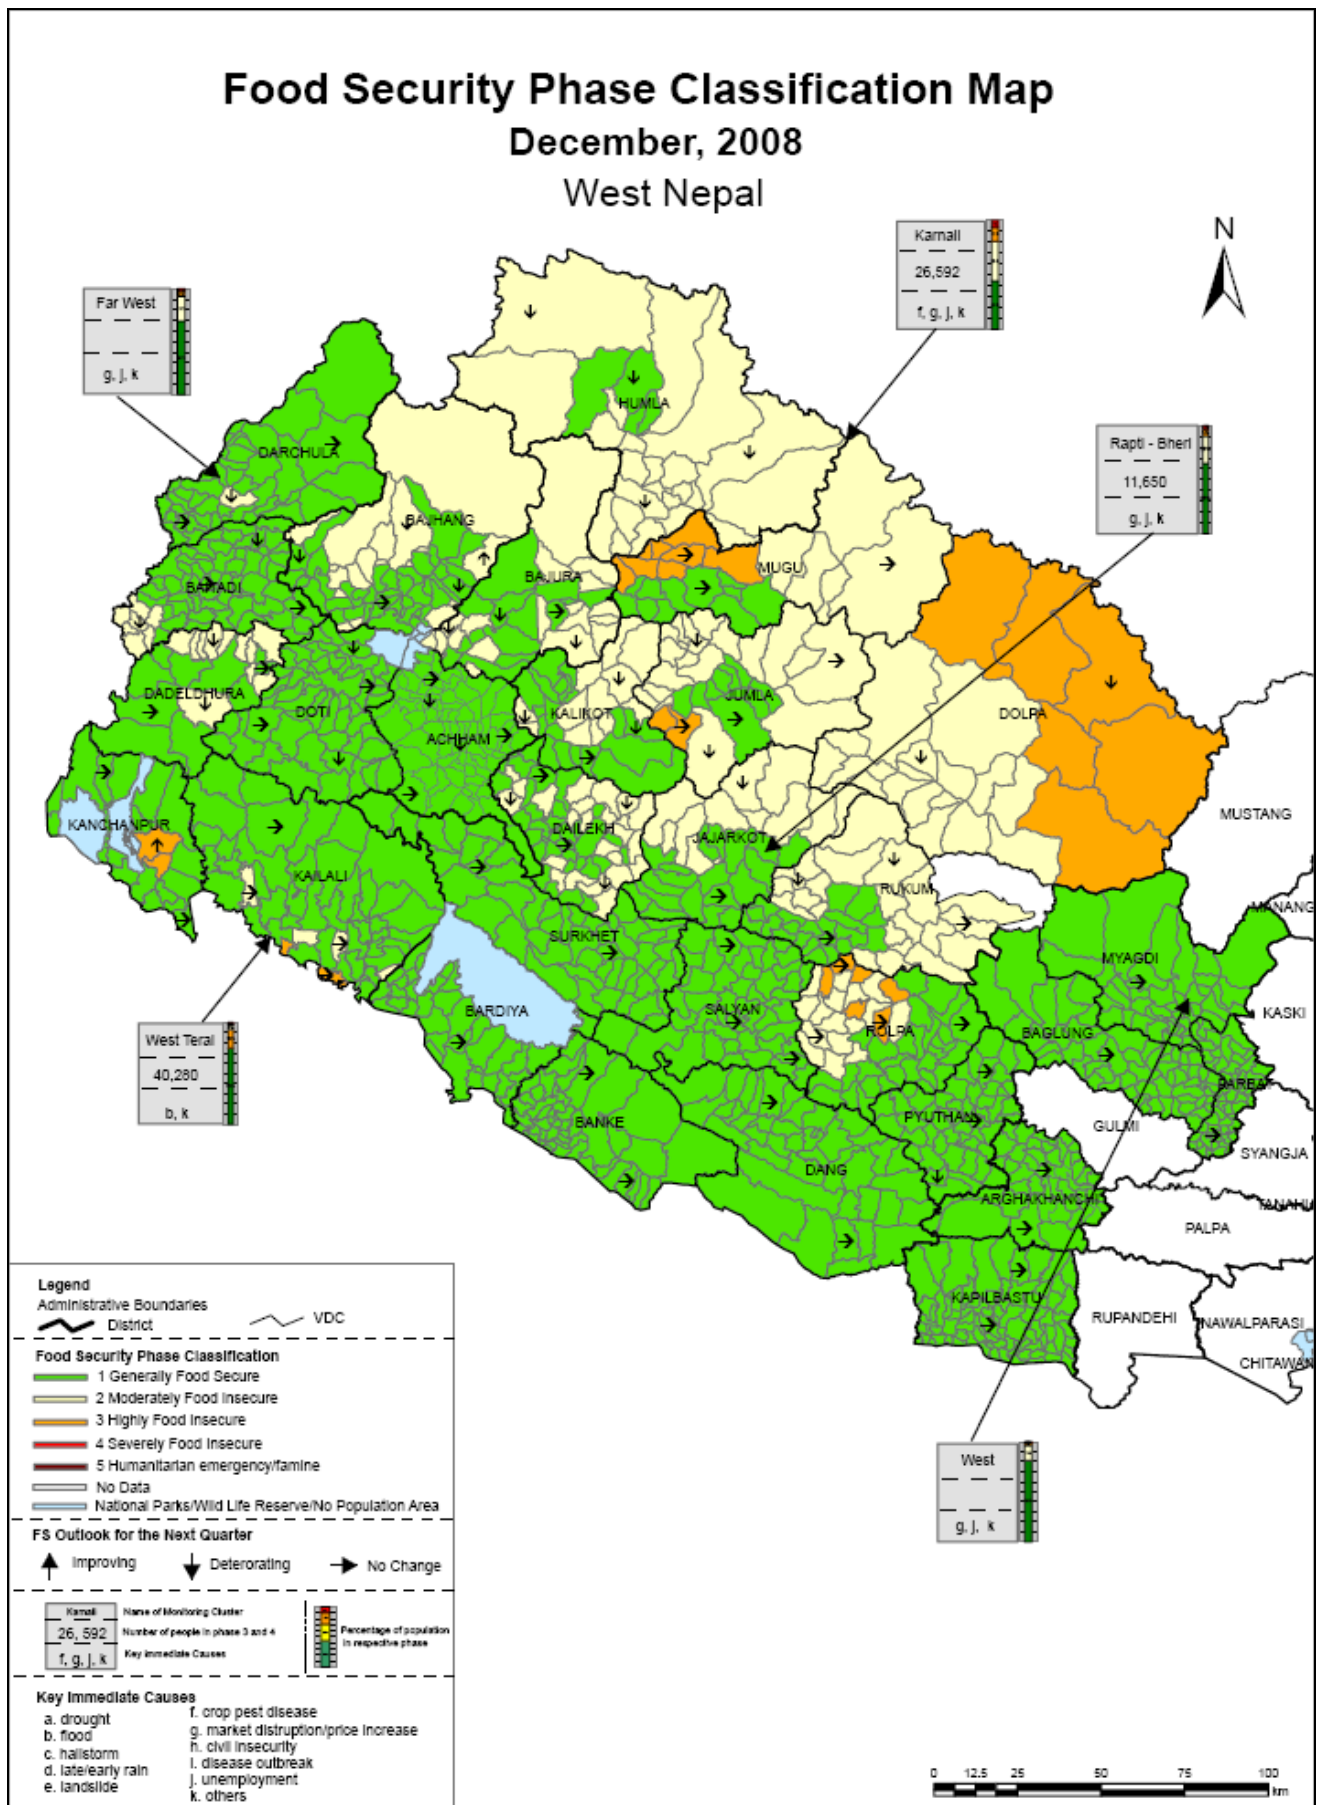 Food Security Phase Classification Map
December, 2008
West Nepal
N
Karnali
26,592
f, g, j, k
Far West
g, j, k
Rapti - Bheri
11,650
g, j, k
HUMLA
DARCHULA
BAJHANG
BAJURA
MUGU
BAITADI
DADELDHURA
DOTI
ACHHAM
KALIKOT
JUMLA
DOLPA
MUSTANG
KANCHANPUR
KAILALI
DAILEKH
JAJARKOT
RUKUM
MANANG
SURKHET
MYAGDI
BARDIYA
SALYAN
ROLPA
BAGLUNG
KASKI
West Terai
40,280
b, k
BANKE
PYUTHAN
PARBAT
GULMI
SYANGJA
DANG
ARGHAKHANCHI
TANAHU
PALPA
KAPILBASTU
RUPANDEHI
NAWALPARASI
CHITAWAN
West
g, j, k
Legend
Administrative Boundaries
District
VDC
Food Security Phase Classification
1 Generally Food Secure
2 Moderately Food Insecure
3 Highly Food Insecure
4 Severely Food Insecure
5 Humanitarian emergency/famine
No Data
National Parks/Wild Life Reserve/No Population Area
FS Outlook for the Next Quarter
Improving
Deterorating
No Change
Karnali
26, 592
f, g, j, k
Name of Monitoring Cluster
Number of people in phase 3 and 4
Key Immediate Causes
Percentage of population
in respective phase
Key Immediate Causes
a. drought
b. flood
c. hailstorm
d. late/early rain
e. landslide
f. crop pest disease
g. market distruption/price increase
h. civil insecurity
i. disease outbreak
j. unemployment
k. others
0 12.5 25 50 75 100
km